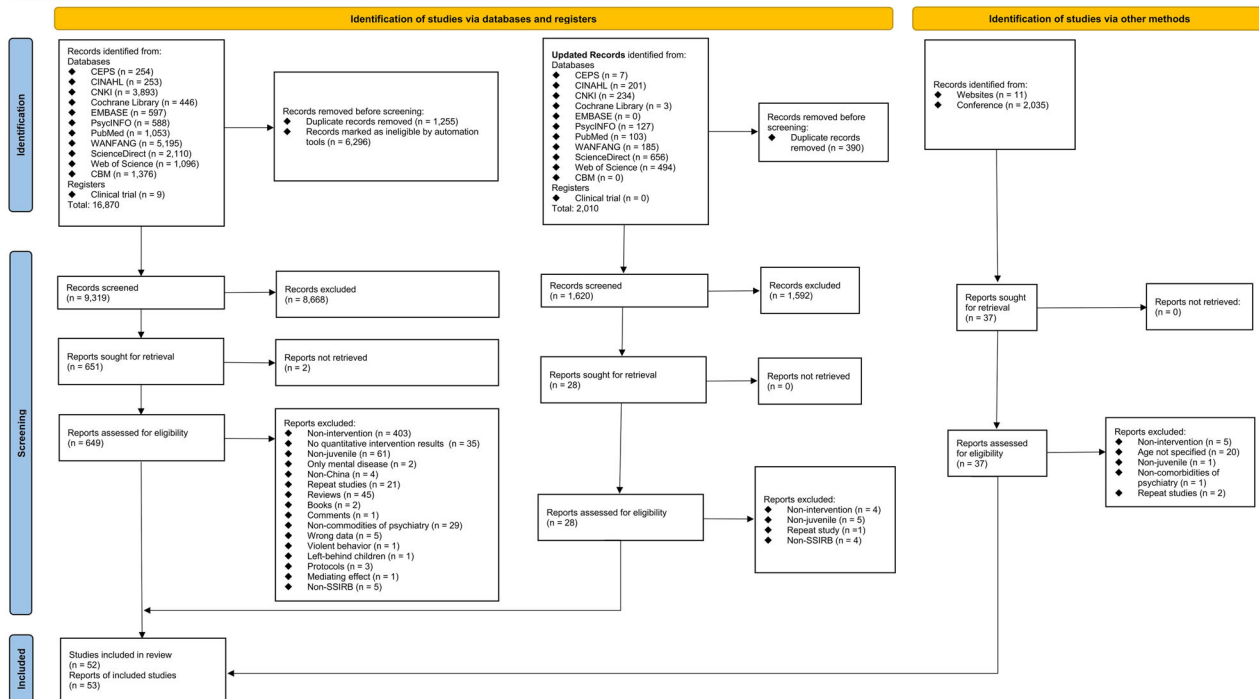 Identification of studies via databases and registers
Identification of studies via other methods
Identification
Records identified from:
Databases
◆ CEPS (n = 254)
◆ CINAHL (n = 253)
◆ CNKI (n = 3,893)
◆ Cochrane Library (n = 446)
◆ EMBASE (n = 597)
◆ PsycINFO (n = 588)
◆ PubMed (n = 1,053)
◆ WANFANG (n = 5,195)
◆ ScienceDirect (n = 2,110)
◆ Web of Science (n = 1,096)
◆ CBM (n = 1,376)
Registers
◆ Clinical trial (n = 9)
Total: 16,870
Records removed before screening:
◆ Duplicate records removed (n = 1,255)
◆ Records marked as ineligible by automation
tools (n = 6,296)
Updated Records identified from:
Databases
◆ CEPS (n = 7)
◆ CINAHL (n = 201)
◆ CNKI (n = 234)
◆ Cochrane Library (n = 3)
◆ EMBASE (n = 0)
◆ PsycINFO (n = 127)
◆ PubMed (n = 103)
◆ WANFANG (n = 185)
◆ ScienceDirect (n = 656)
◆ Web of Science (n = 494)
◆ CBM (n = 0)
Registers
◆ Clinical trial (n = 0)
Total: 2,010
Records removed before
screening:
◆ Duplicate records
removed (n = 390)
Records identified from:
◆ Websites (n = 11)
◆ Conference (n = 2,035)
Screening
Records screened
(n = 9,319)
Records excluded
(n = 8,668)
Records screened
(n = 1,620)
Records excluded
(n = 1,592)
Reports sought for
retrieval
(n = 37)
Reports not retrieved:
(n = 0)
Reports sought for retrieval
(n = 651)
Reports not retrieved
(n = 2)
Reports sought for retrieval
(n = 28)
Reports not retrieved
(n = 0)
Reports assessed for eligibility
(n = 649)
Reports excluded:
◆ Non-intervention (n = 403)
◆ No quantitative intervention results (n = 35)
◆ Non-juvenile (n = 61)
◆ Only mental disease (n = 2)
◆ Non-China (n = 4)
◆ Repeat studies (n = 21)
◆ Reviews (n = 45)
◆ Books (n = 2)
◆ Comments (n = 1)
◆ Non-commodities of psychiatry (n = 29)
◆ Wrong data (n = 5)
◆ Violent behavior (n = 1)
◆ Left-behind children (n = 1)
◆ Protocols (n = 3)
◆ Mediating effect (n = 1)
◆ Non-SSIRB (n = 5)
Reports assessed for eligibility
(n = 28)
Reports excluded:
◆ Non-intervention (n = 4)
◆ Non-juvenile (n = 5)
◆ Repeat study (n =1)
◆ Non-SSIRB (n = 4)
Reports assessed
for eligibility
(n = 37)
Reports excluded:
◆ Non-intervention (n = 5)
◆ Age not specified (n = 20)
◆ Non-juvenile (n = 1)
◆ Non-comorbidities of
psychiatry (n = 1)
◆ Repeat studies (n = 2)
Included
Studies included in review
(n = 52)
Reports of included studies
(n = 53)